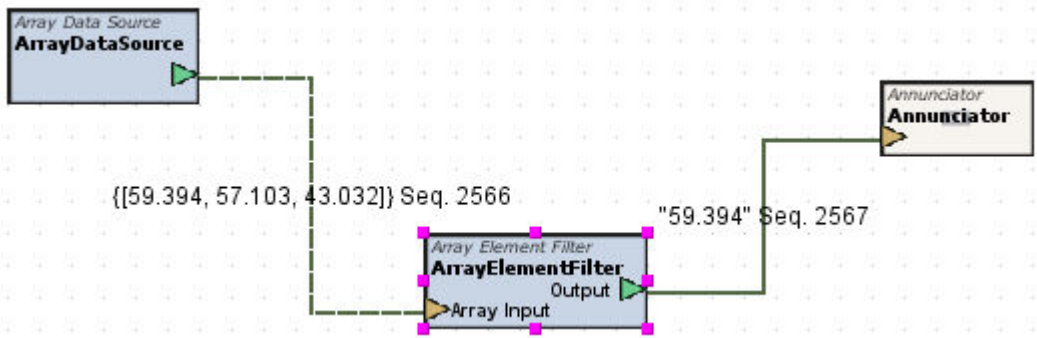 Array Data Source
ArrayDataSource
Annunciator
Annunciator
{[59.394, 57.103, 43.032]} Seq. 2566
"59.394" Seq. 2567
Array Element Filter
ArrayElementFilter
Output
Array Input